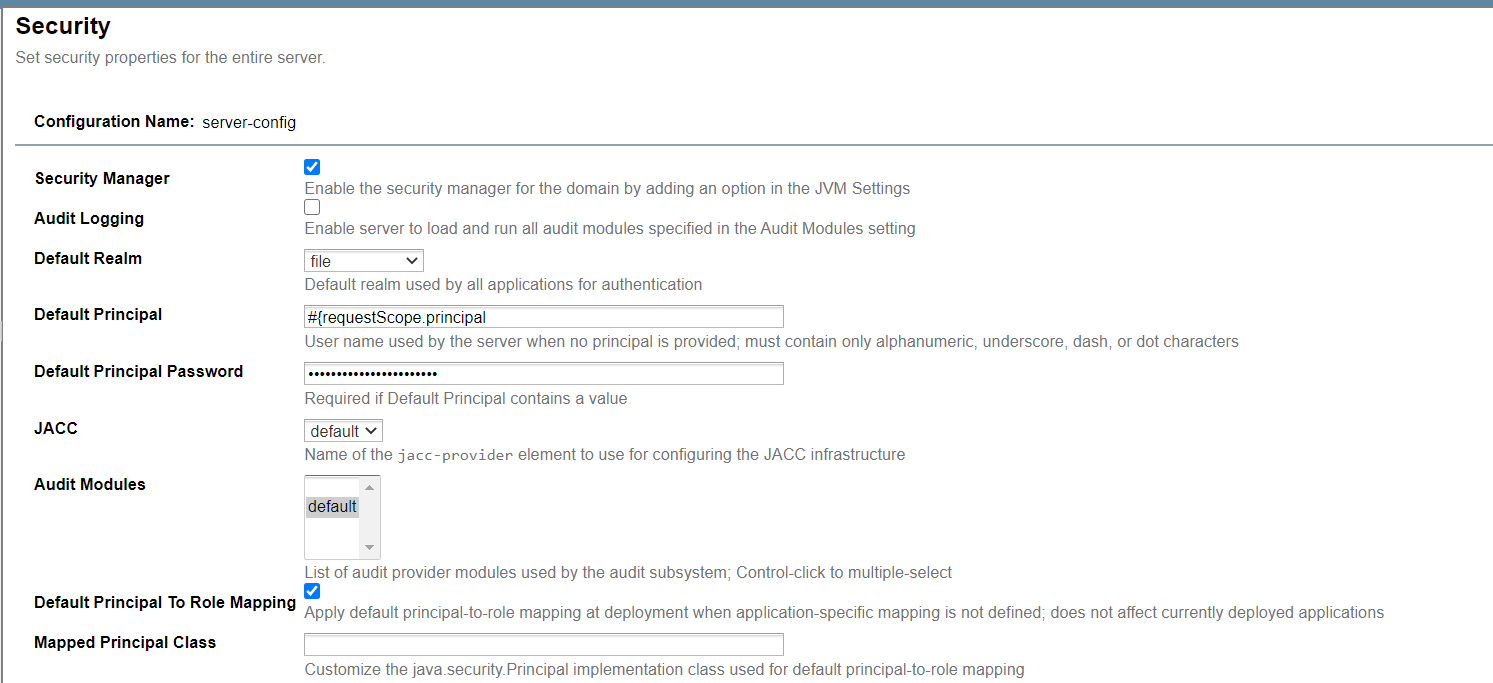 Security
Set security properties for the entire server.
Configuration Name: server-config
Security Manager
Enable the security manager for the domain by adding an option in the JVM Settings
Audit Logging
Enable server to load and run all audit modules specified in the Audit Modules setting
Default Realm
file
Default realm used by all applications for authentication
Default Principal
#{requestScope.principal
User name used by the server when no principal is provided; must contain only alphanumeric, underscore, dash, or dot characters
Default Principal Password
•••••••••••••••••••••••
Required if Default Principal contains a value
JACC
default
Name of the jacc-provider element to use for configuring the JACC infrastructure
Audit Modules
default
List of audit provider modules used by the audit subsystem; Control-click to multiple-select
Default Principal To Role Mapping
Apply default principal-to-role mapping at deployment when application-specific mapping is not defined; does not affect currently deployed applications
Mapped Principal Class
Customize the java.security.Principal implementation class used for default principal-to-role mapping